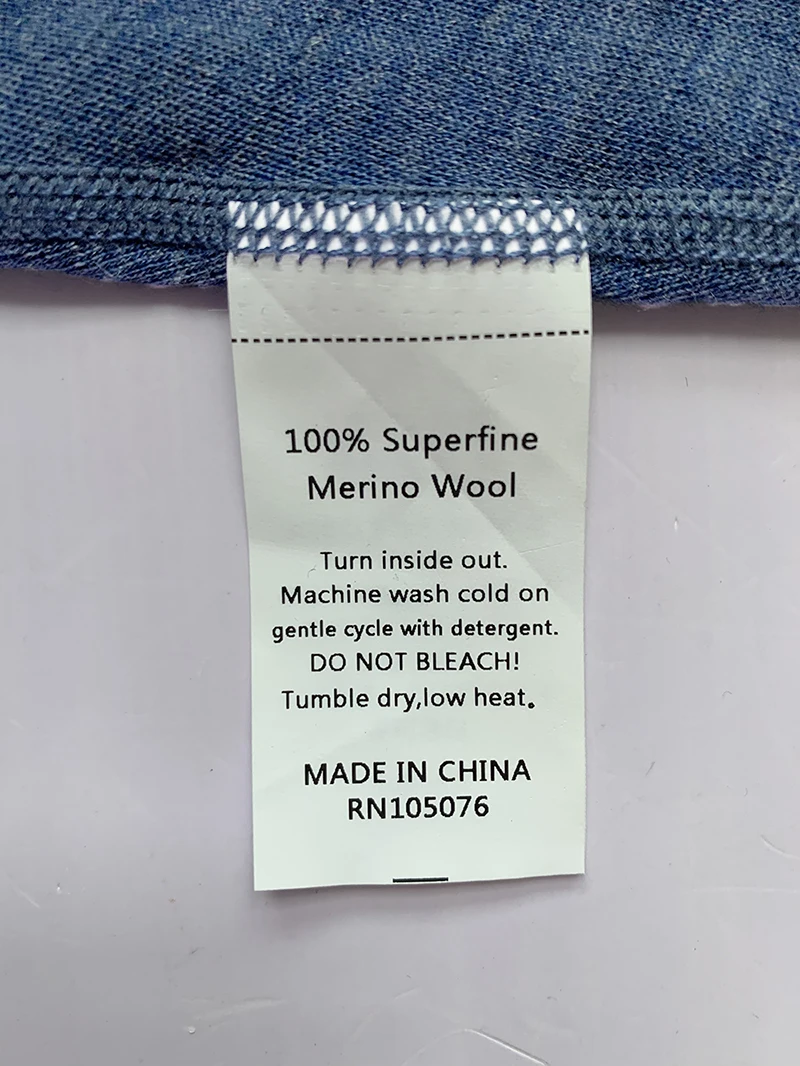 100% Superfine
Merino Wool
Turn inside out.
Machine wash cold on
gentle cycle with detergent.
DO NOT BLEACH!
Tumble dry,low heat。
MADE IN CHINA
RN105076